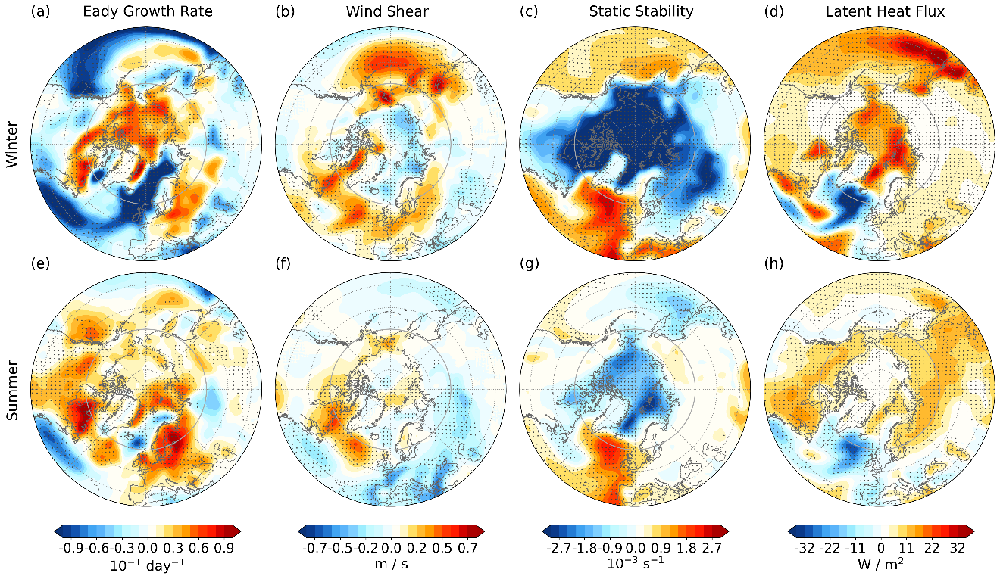 (a) Eady Growth Rate (b) Wind Shear (c) Static Stability (d) Latent Heat Flux
Winter
(e) (f) (g) (h)
Summer
-0.9 -0.6 -0.3 0.0 0.3 0.6 0.9 -0.7 -0.5 -0.2 0.0 0.2 0.5 0.7 -2.7 -1.8 -0.9 0.0 0.9 1.8 2.7 -32 -22 -11 0 11 22 32
10⁻¹ day⁻¹ m / s 10⁻³ s⁻¹ W / m²